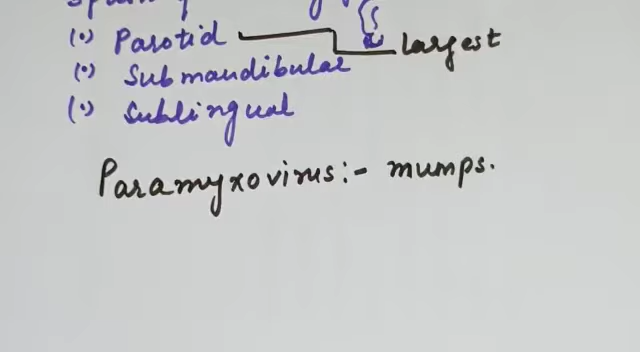 (•) Parotid largest
(•) Submandibular
(•) Sublingual
Paramyxovirus:- mumps.